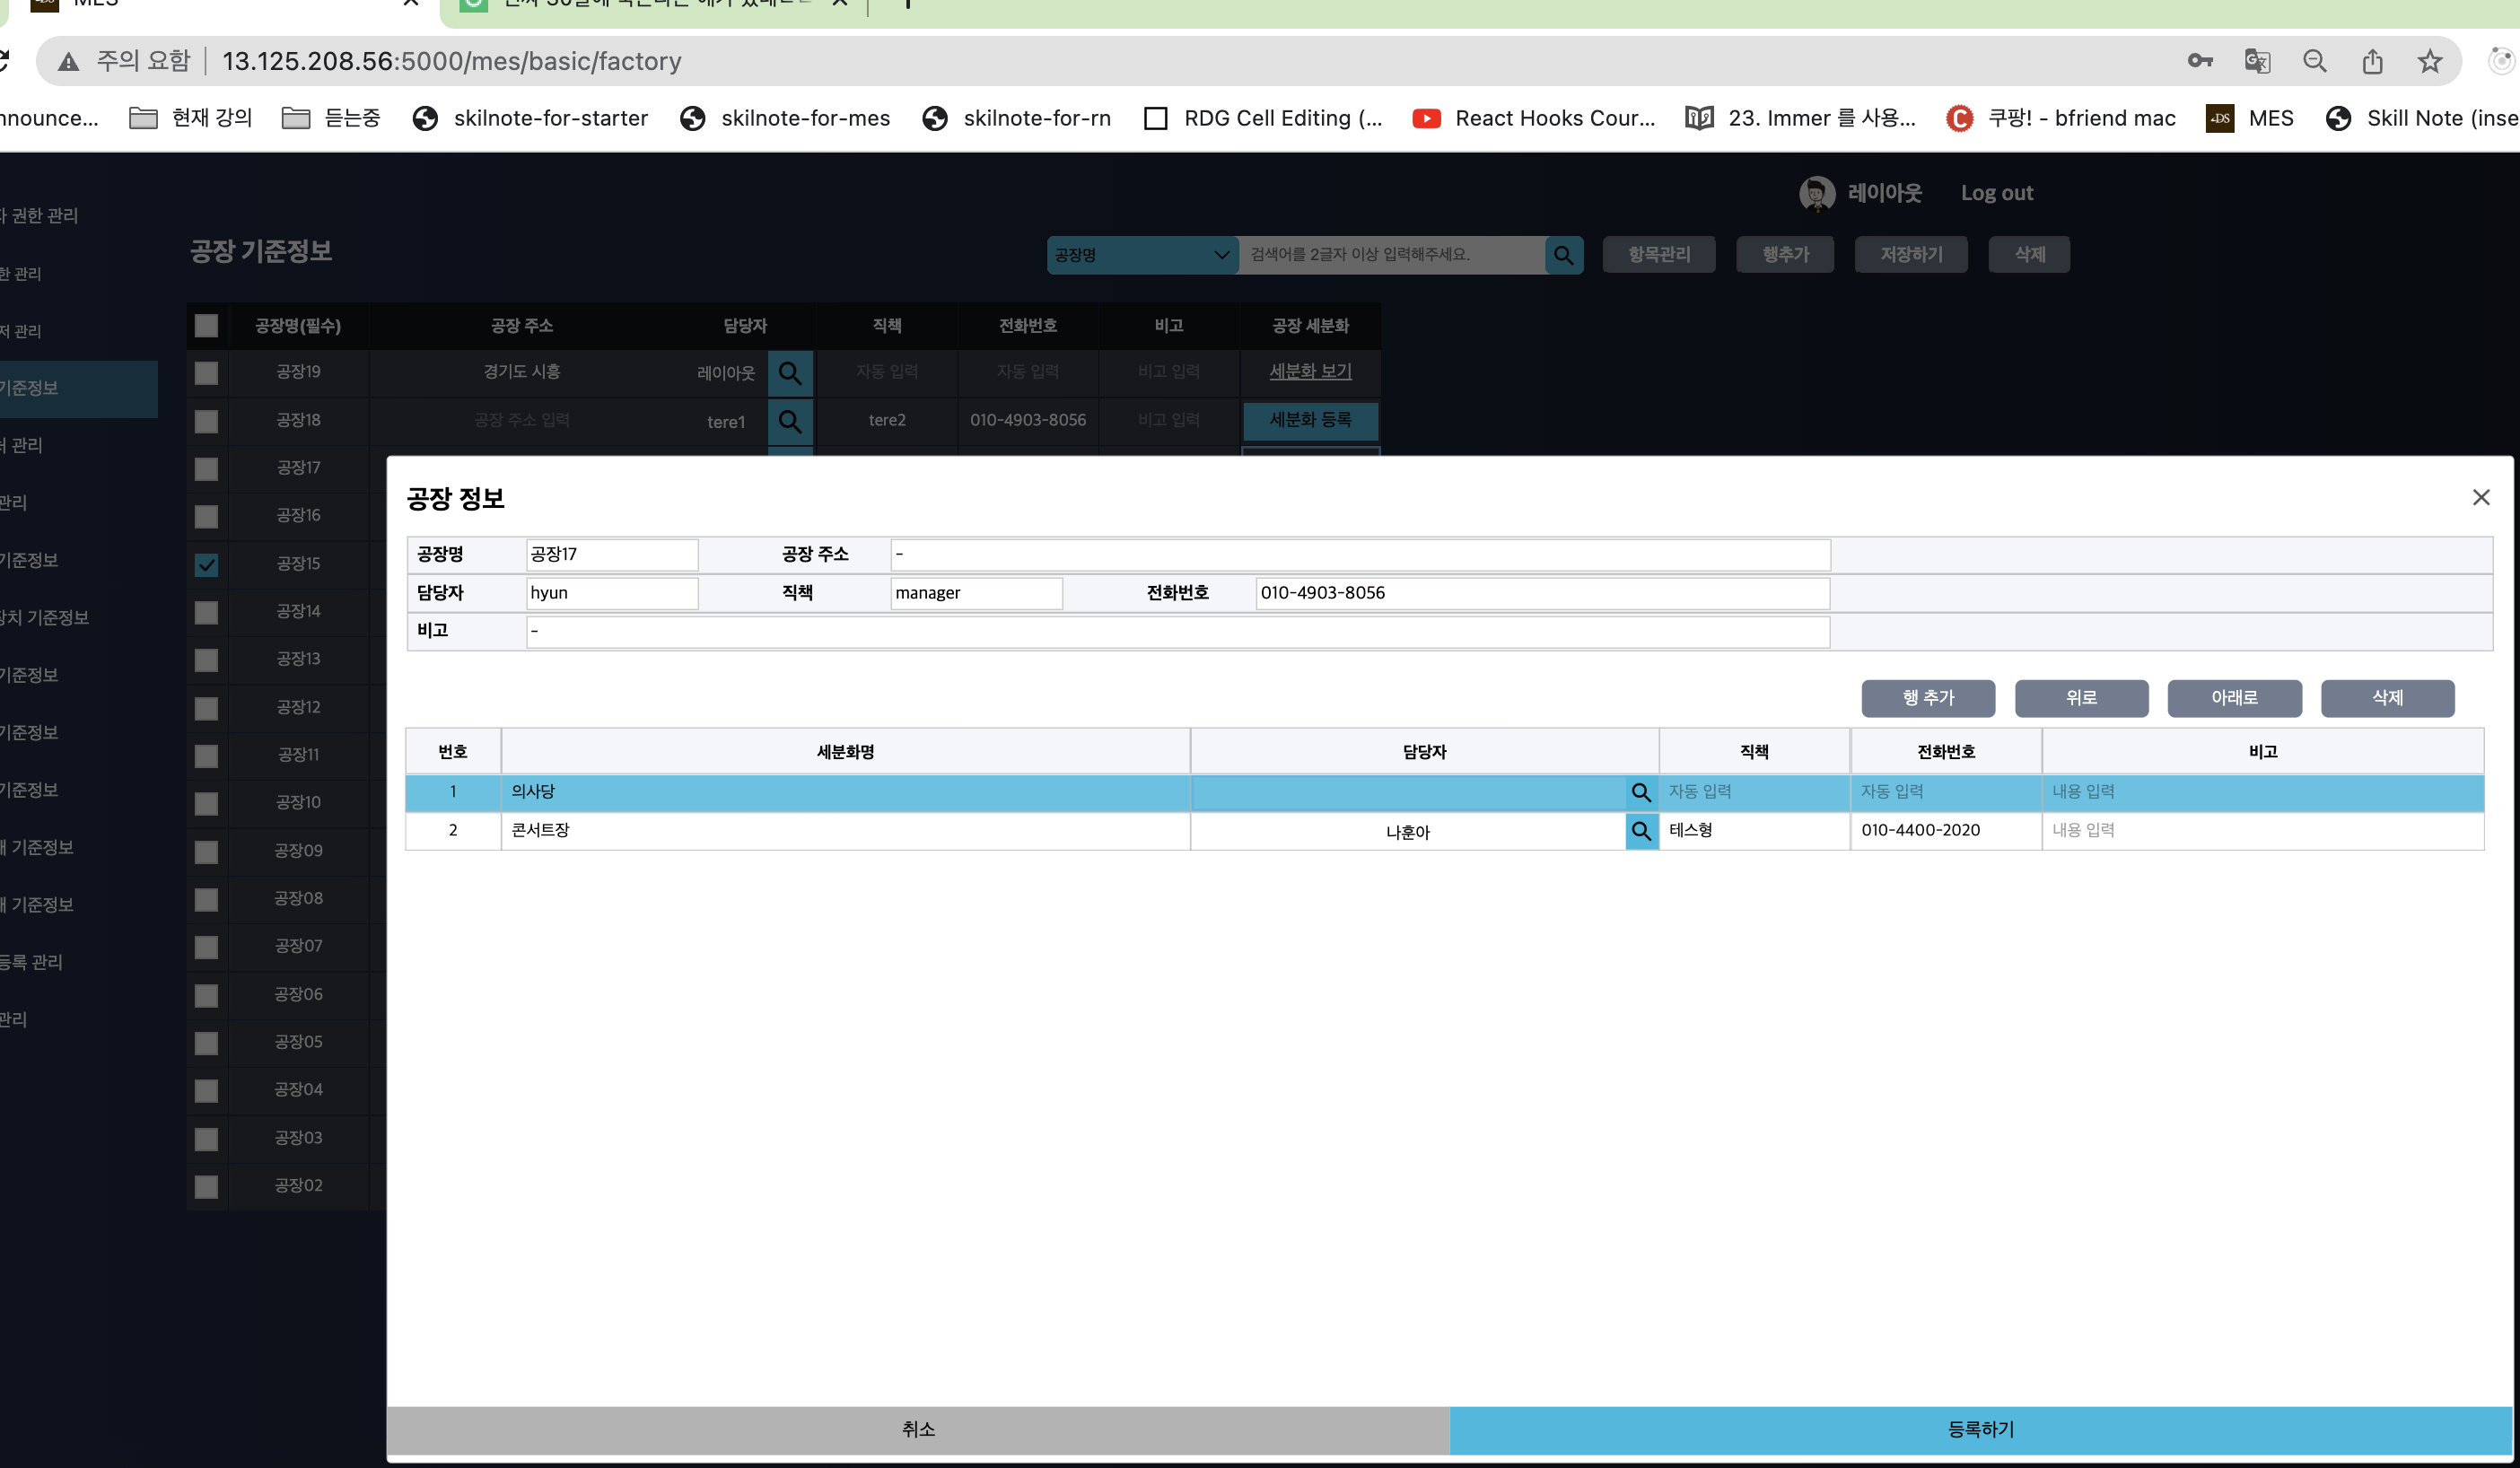 MES
주의 요함 13.125.208.56:5000/mes/basic/factory
nnounce... 현재 강의 듣는중 skilnote-for-starter skilnote-for-mes skilnote-for-rn RDG Cell Editing (... React Hooks Cour... 23. Immer 를 사용... 쿠팡! - bfriend mac MES Skill Note (inse
레이아웃 Log out
권한 관리
한 관리
저 관리
기준정보
처 관리
관리
기준정보
장치 기준정보
기준정보
기준정보
기준정보
기준정보
기준정보
등록 관리
관리
공장 기준정보
공장명 검색어를 2글자 이상 입력해주세요. 항목관리 행추가 저장하기 삭제
공장명(필수) 공장 주소 담당자 직책 전화번호 비고 공장 세분화
공장19 경기도 시흥 레이아웃 자동 입력 자동 입력 비고 입력 세분화 보기
공장18 공장 주소 입력 tere1 tere2 010-4903-8056 비고 입력 세분화 등록
공장17
공장16
공장15
공장14
공장13
공장12
공장11
공장10
공장09
공장08
공장07
공장06
공장05
공장04
공장03
공장02
공장 정보
공장명 공장17 공장 주소 -
담당자 hyun 직책 manager 전화번호 010-4903-8056
비고 -
행 추가 위로 아래로 삭제
번호 세분화명 담당자 직책 전화번호 비고
1 의사당 자동 입력 자동 입력 내용 입력
2 콘서트장 나훈아 테스형 010-4400-2020 내용 입력
취소 등록하기